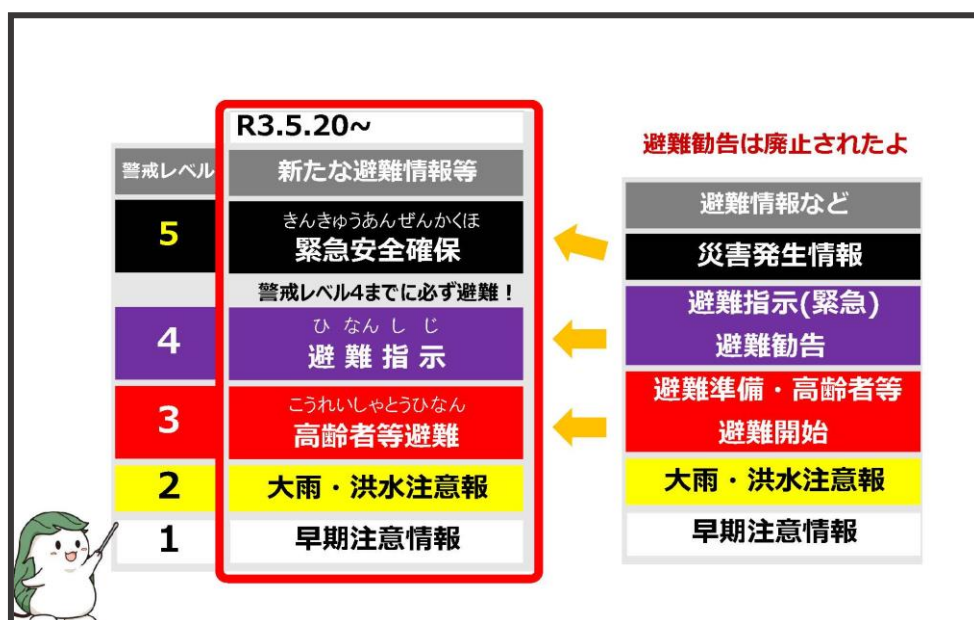 R3.5.20~
警戒レベル
新たな避難情報等
5
きんきゅうあんぜんかくほ
緊急安全確保
警戒レベル4までに必ず避難！
4
ひ なん し じ
避 難 指 示
3
こうれいしゃとうひなん
高齢者等避難
2
大雨・洪水注意報
1
早期注意情報
避難勧告は廃止されたよ
避難情報など
災害発生情報
避難指示(緊急)
避難勧告
避難準備・高齢者等
避難開始
大雨・洪水注意報
早期注意情報